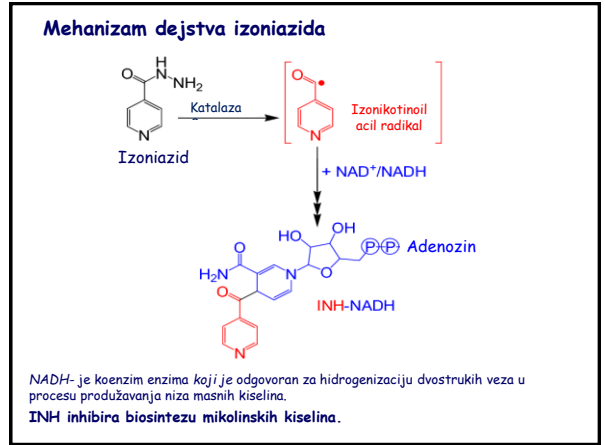 Mehanizam dejstva izoniazida
O
H
N
NH₂
N
Izoniazid
Katalaza
O
N
Izonikotinoil
acil radikal
+ NAD⁺/NADH
HO
OH
O
H₂N
N
O
P-P Adenozin
O
N
INH-NADH
NADH- je koenzim enzima koji je odgovoran za hidrogenizaciju dvostrukih veza u
procesu produžavanja niza masnih kiselina.
INH inhibira biosintezu mikolinskih kiselina.